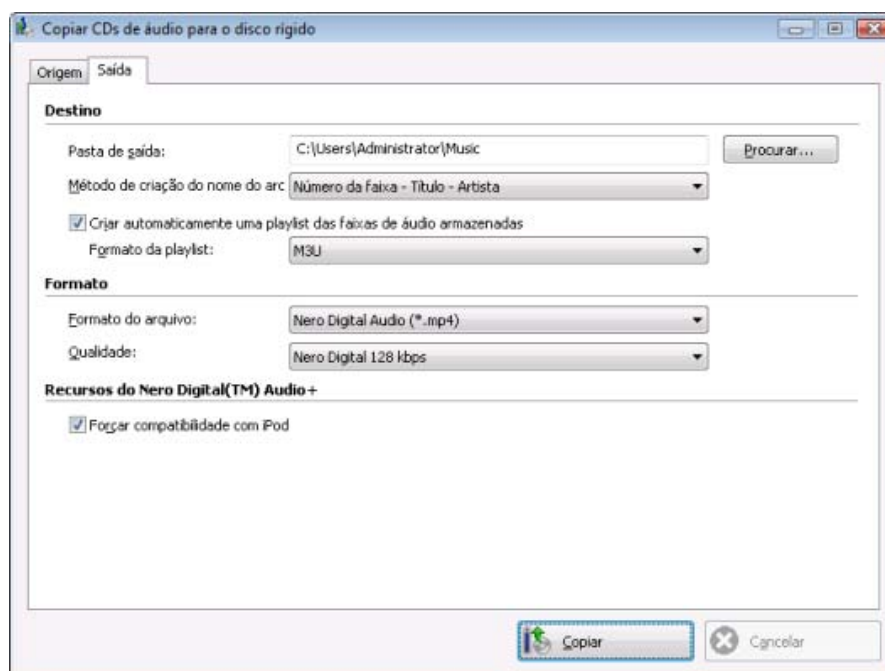 Copiar CDs de áudio para o disco rígido
Origem Saída
Destino
Pasta de saída: C:\Users\Administrator\Music Procurar...
Método de criação do nome do arc Número da faixa - Título - Artista
Criar automaticamente uma playlist das faixas de áudio armazenadas
Formato da playlist: M3U
Formato
Formato do arquivo: Nero Digital Audio (*.mp4)
Qualidade: Nero Digital 128 kbps
Recursos do Nero Digital(TM) Audio+
Forçar compatibilidade com iPod
Copiar Cancelar